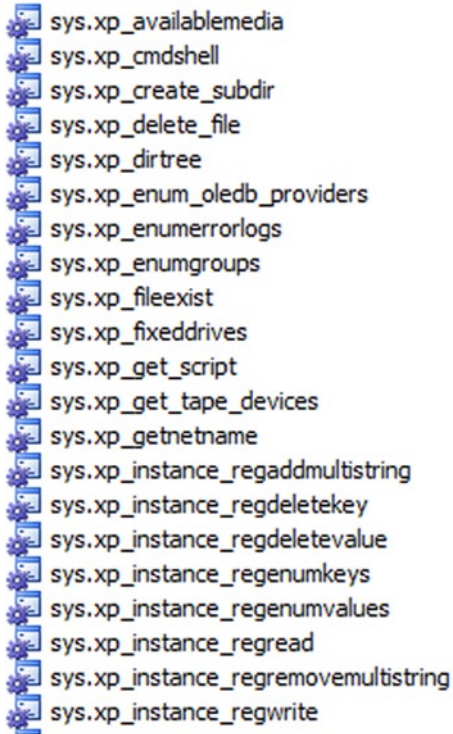 sys.xp_availablemedia
sys.xp_cmdshell
sys.xp_create_subdir
sys.xp_delete_file
sys.xp_dirtree
sys.xp_enum_oledb_providers
sys.xp_enumerrorlogs
sys.xp_enumgroups
sys.xp_fileexist
sys.xp_fixeddrives
sys.xp_get_script
sys.xp_get_tape_devices
sys.xp_getnetname
sys.xp_instance_regaddmultistring
sys.xp_instance_regdeletekey
sys.xp_instance_regdeletevalue
sys.xp_instance_regenumkeys
sys.xp_instance_regenumvalues
sys.xp_instance_regread
sys.xp_instance_regremovemultistring
sys.xp_instance_regwrite